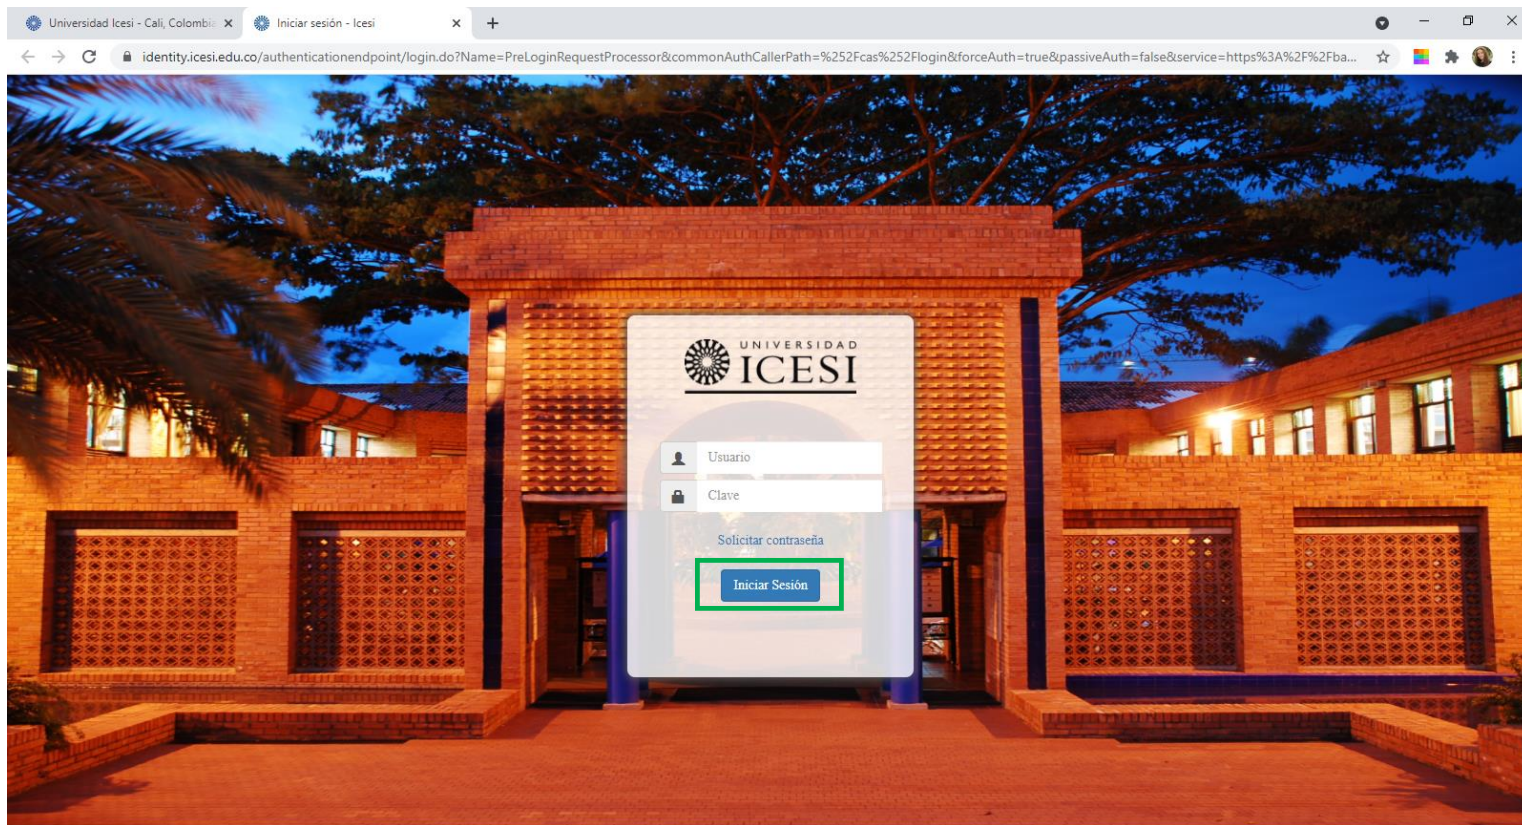 Universidad Icesi - Cali, Colombia
Iniciar sesión - Icesi
identity.icesi.edu.co/authenticationendpoint/login.do?Name=PreLoginRequestProcessor&commonAuthCallerPath=%252Fcas%252Flogin&forceAuth=true&passiveAuth=false&service=https%3A%2F%2Fba...
UNIVERSIDAD
ICESI
Usuario
Clave
Solicitar contraseña
Iniciar Sesión